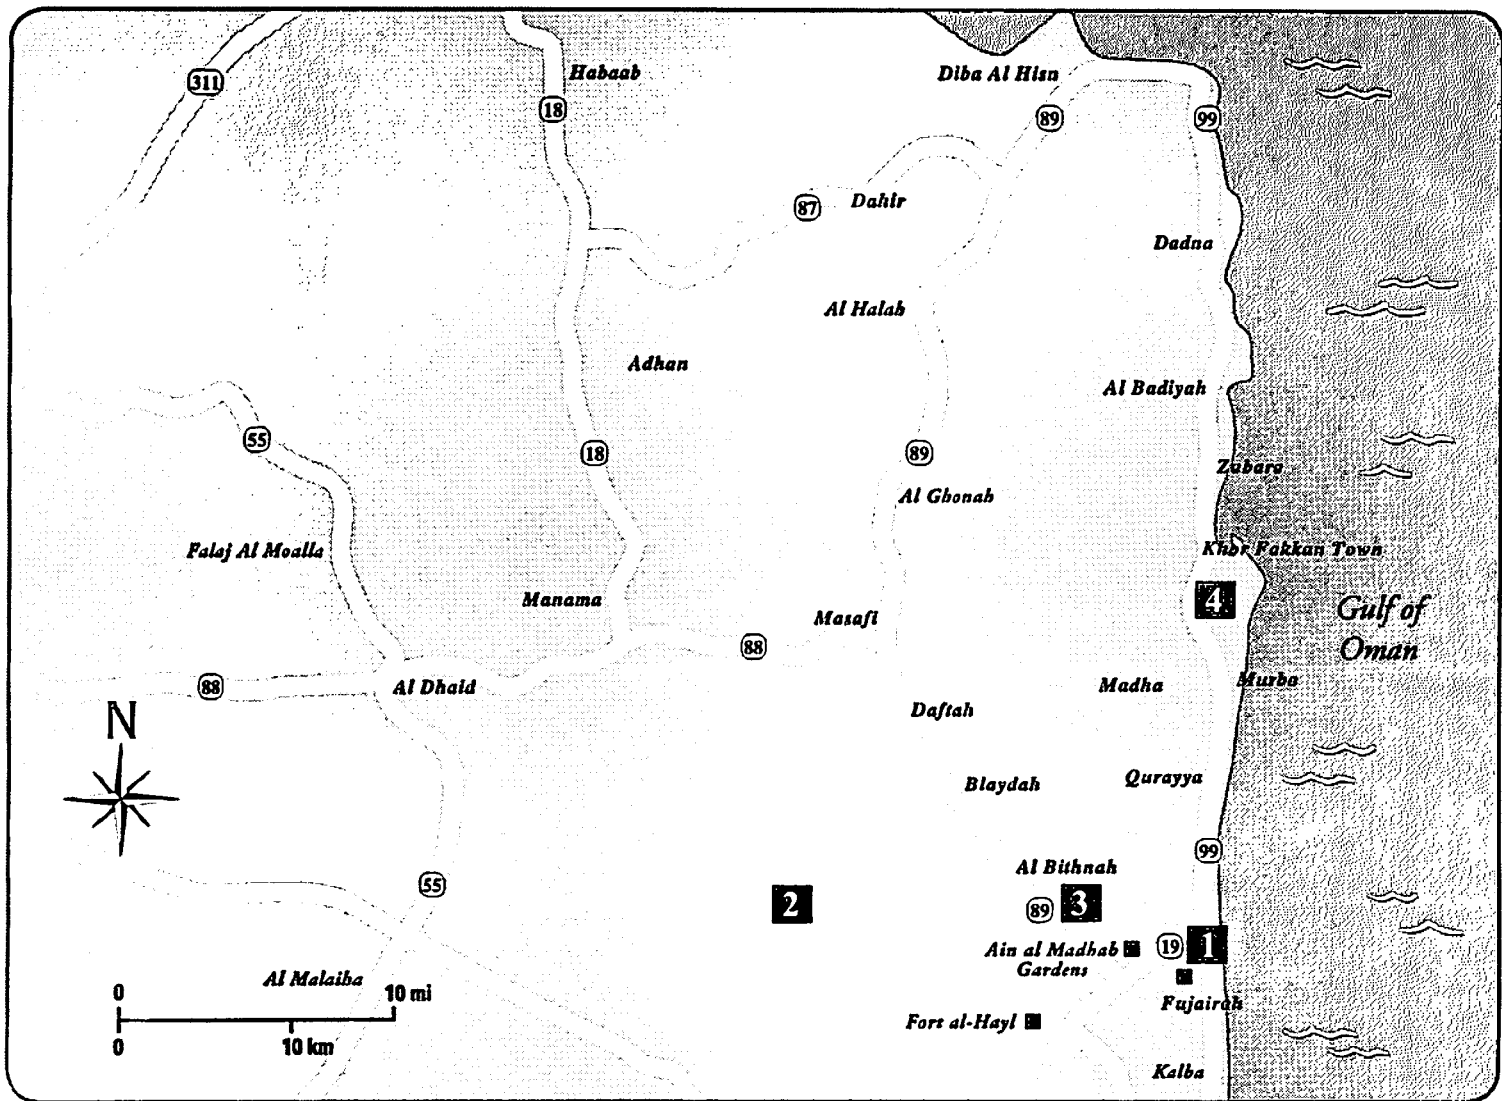 311
Habaab
18
Diba Al Hisn
89
99
Dahir
87
Dadna
Al Halah
Adhan
Al Badiyah
55
18
89
Zubara
Al Ghonah
Falaj Al Moalla
Khor Fakkan Town
Manama
4
Masafi
Gulf of
Oman
88
88
Al Dhaid
Madha
Murba
N
Daftah
Blaydah
Qurayya
99
Al Bithnah
55
2
89
3
Ain al Madhab
Gardens
19
1
Al Malaiha
0
10 mi
0
10 km
Fujairah
Fort al-Hayl
Kalba